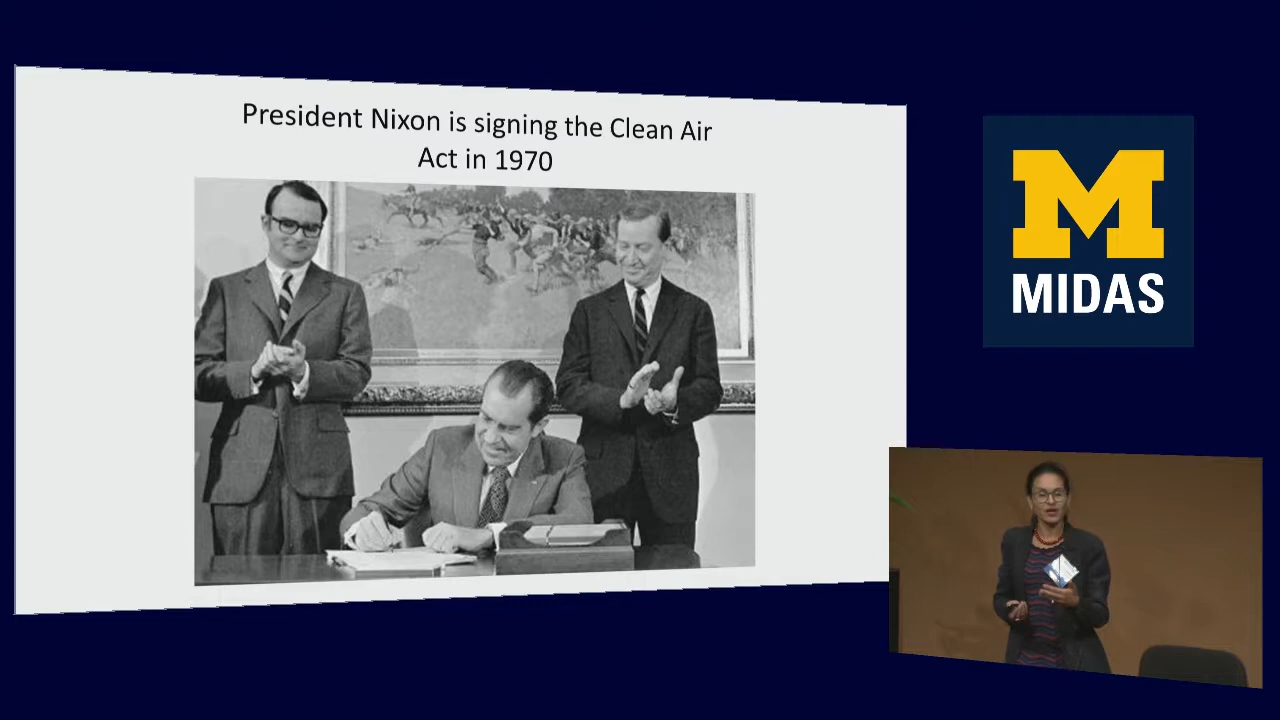 President Nixon is signing the Clean Air
Act in 1970
M
MIDAS